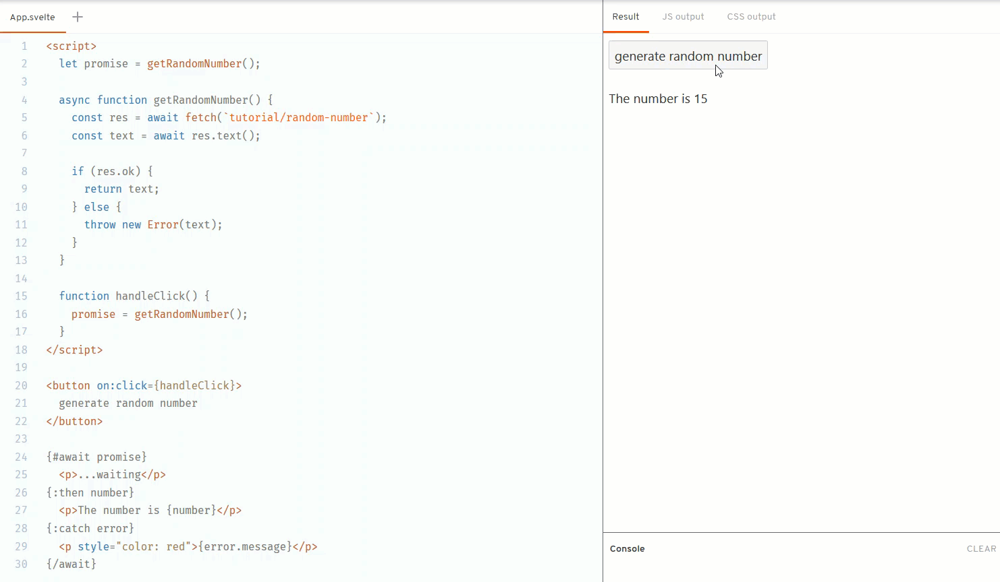 App.svelte +
1 <script>
2 let promise = getRandomNumber();
3
4 async function getRandomNumber() {
5 const res = await fetch(`tutorial/random-number`);
6 const text = await res.text();
7
8 if (res.ok) {
9 return text;
10 } else {
11 throw new Error(text);
12 }
13 }
14
15 function handleClick() {
16 promise = getRandomNumber();
17 }
18 </script>
19
20 <button on:click={handleClick}>
21 generate random number
22 </button>
23
24 {#await promise}
25 <p>...waiting</p>
26 {:then number}
27 <p>The number is {number}</p>
28 {:catch error}
29 <p style="color: red">{error.message}</p>
30 {/await}
Result JS output CSS output
generate random number
The number is 15
Console CLEAR